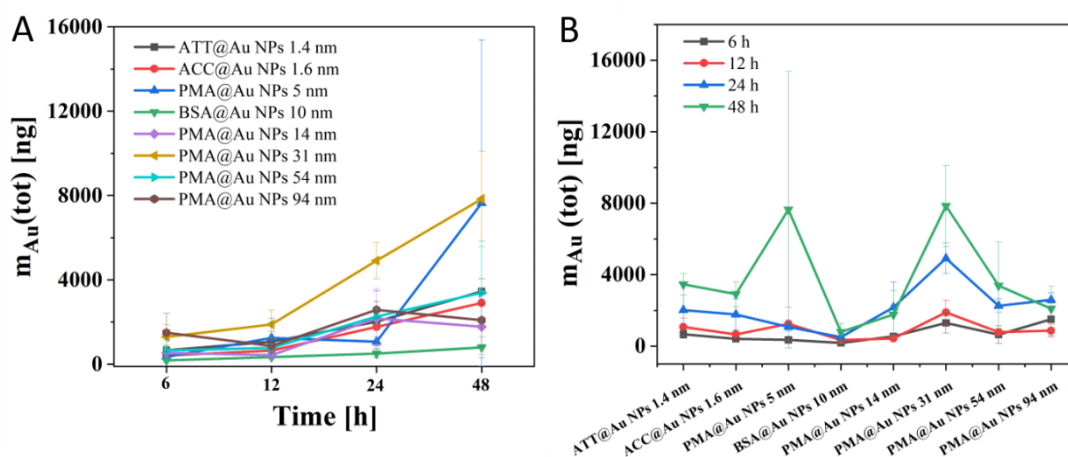 A
m_Au(tot) [ng]
16000
12000
8000
4000
0
ATT@Au NPs 1.4 nm
ACC@Au NPs 1.6 nm
PMA@Au NPs 5 nm
BSA@Au NPs 10 nm
PMA@Au NPs 14 nm
PMA@Au NPs 31 nm
PMA@Au NPs 54 nm
PMA@Au NPs 94 nm
6 12 24 48
Time [h]
B
m_Au (tot) [ng]
16000
12000
8000
4000
0
6 h
12 h
24 h
48 h
ATT@Au NPs 1.4 nm
ACC@Au NPs 1.6 nm
PMA@Au NPs 5 nm
BSA@Au NPs 10 nm
PMA@Au NPs 14 nm
PMA@Au NPs 31 nm
PMA@Au NPs 54 nm
PMA@Au NPs 94 nm